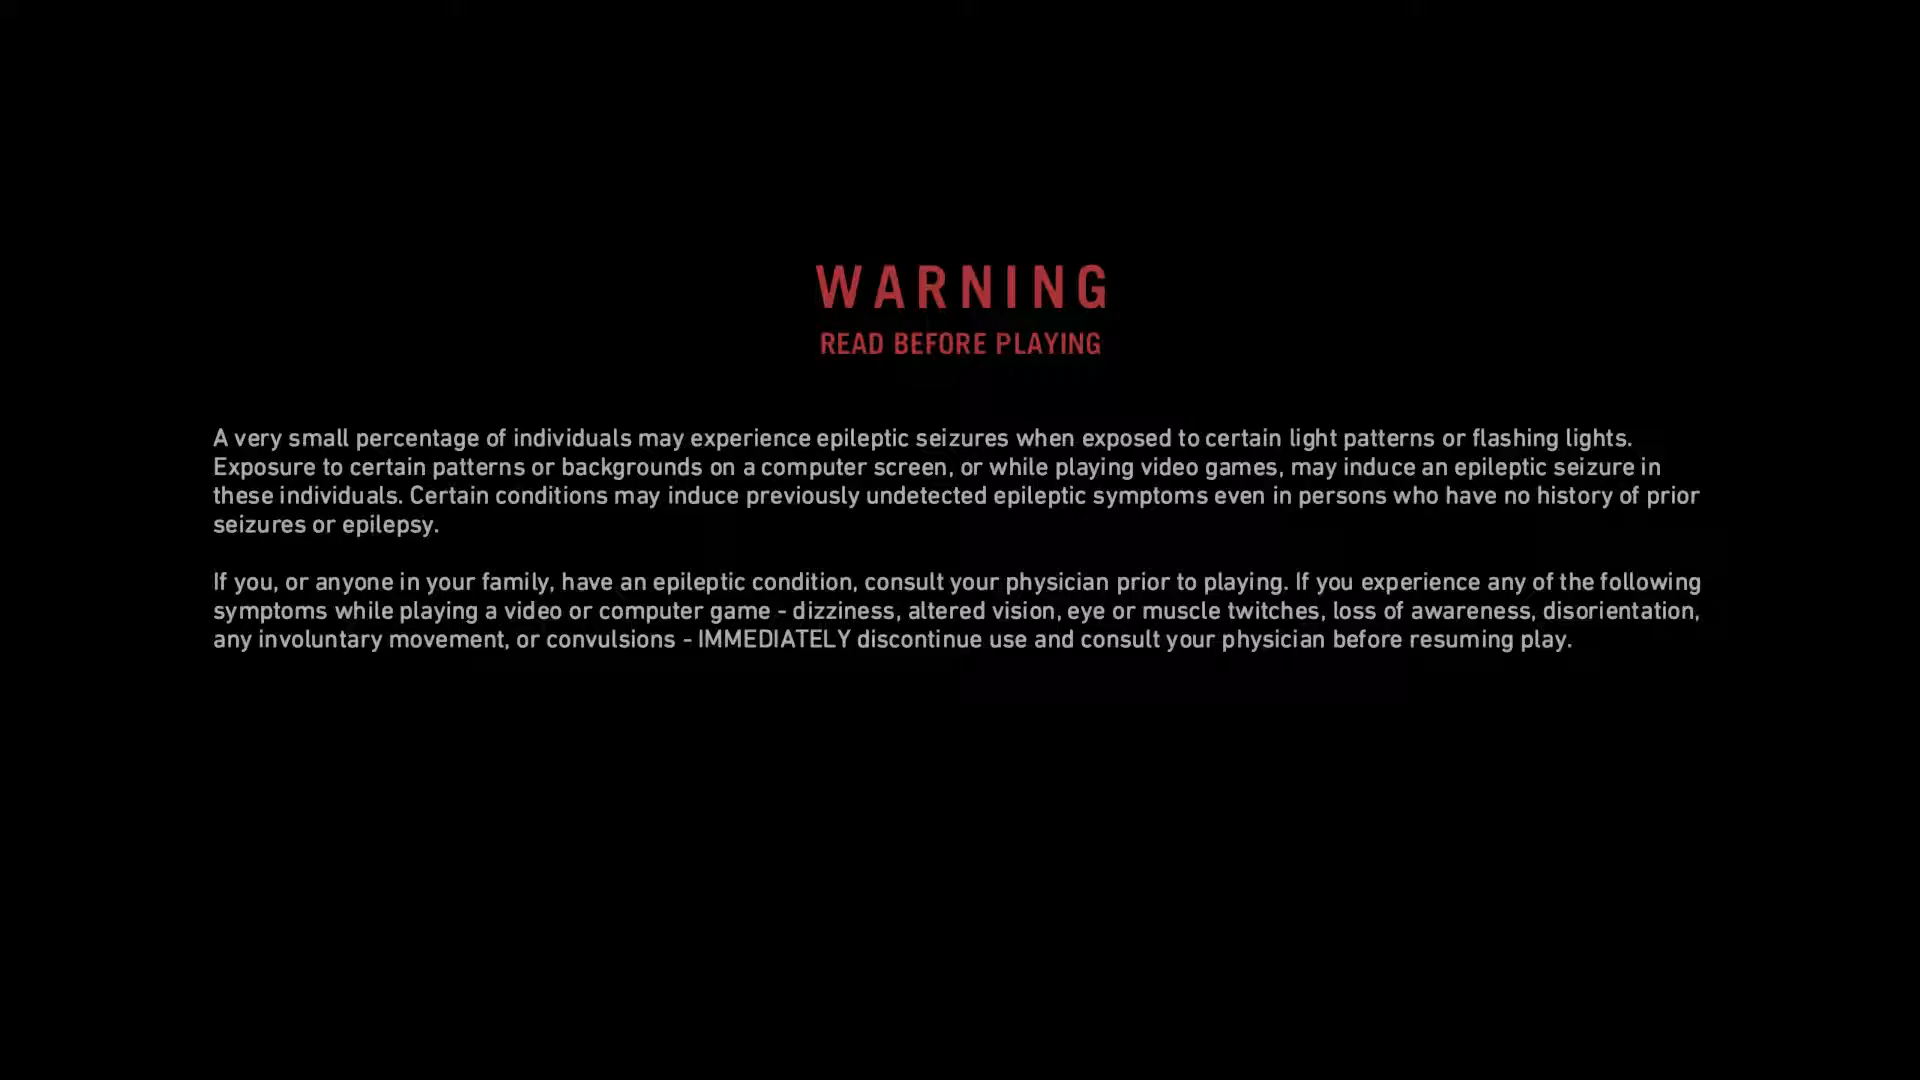 WARNING
READ BEFORE PLAYING
A very small percentage of individuals may experience epileptic seizures when exposed to certain light patterns or flashing lights.
Exposure to certain patterns or backgrounds on a computer screen, or while playing video games, may induce an epileptic seizure in
these individuals. Certain conditions may induce previously undetected epileptic symptoms even in persons who have no history of prior
seizures or epilepsy.
If you, or anyone in your family, have an epileptic condition, consult your physician prior to playing. If you experience any of the following
symptoms while playing a video or computer game - dizziness, altered vision, eye or muscle twitches, loss of awareness, disorientation,
any involuntary movement, or convulsions - IMMEDIATELY discontinue use and consult your physician before resuming play.